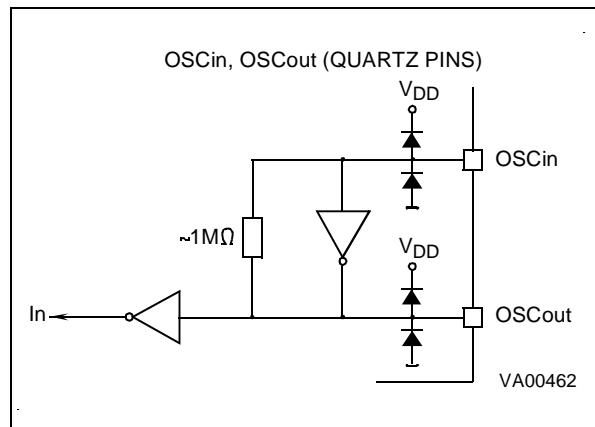 OSCin, OSCout (QUARTZ PINS)
VDD
OSCin
~1MΩ
VDD
In
OSCout
VA00462